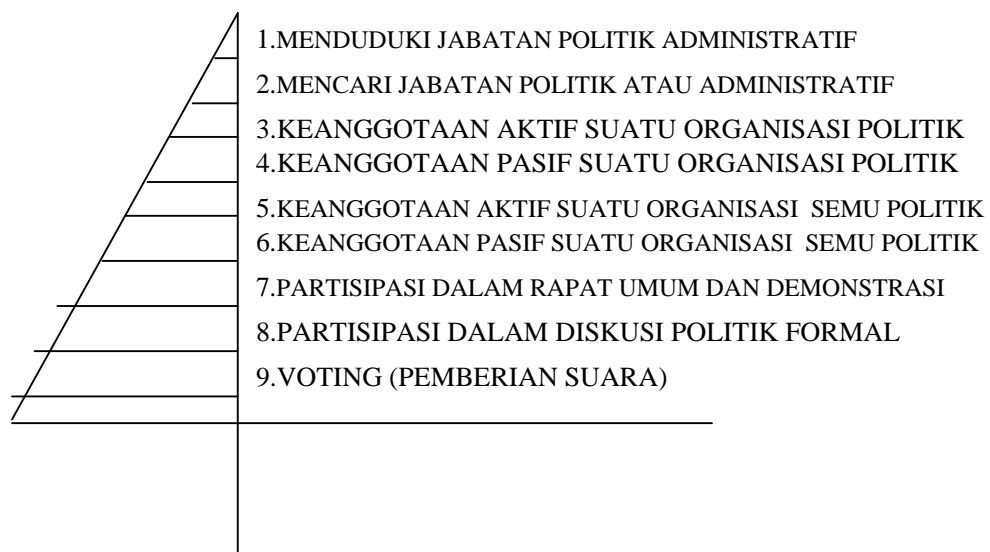 1.MENDUDUKI JABATAN POLITIK ADMINISTRATIF
2.MENCARI JABATAN POLITIK ATAU ADMINISTRATIF
3.KEANGGOTAAN AKTIF SUATU ORGANISASI POLITIK
4.KEANGGOTAAN PASIF SUATU ORGANISASI POLITIK
5.KEANGGOTAAN AKTIF SUATU ORGANISASI SEMU POLITIK
6.KEANGGOTAAN PASIF SUATU ORGANISASI SEMU POLITIK
7.PARTISIPASI DALAM RAPAT UMUM DAN DEMONSTRASI
8.PARTISIPASI DALAM DISKUSI POLITIK FORMAL
9.VOTING (PEMBERIAN SUARA)